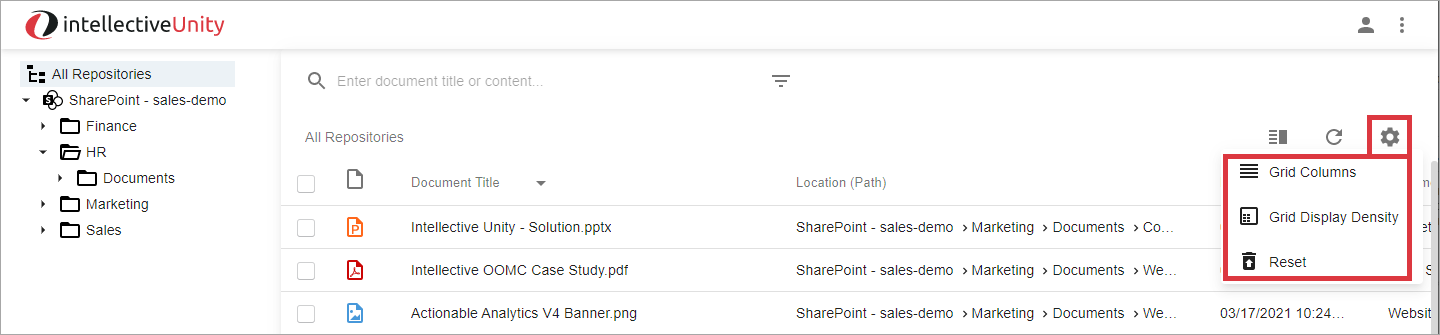 intellectiveUnity
All Repositories
SharePoint - sales-demo
Finance
HR
Documents
Marketing
Sales
Enter document title or content...
All Repositories
Document Title
Location (Path)
Grid Columns
Grid Display Density
Reset
Intellective Unity - Solution.pptx
SharePoint - sales-demo > Marketing > Documents > Co...
Intellective OOMC Case Study.pdf
SharePoint - sales-demo > Marketing > Documents > We...
Actionable Analytics V4 Banner.png
SharePoint - sales-demo > Marketing > Documents > We...
03/17/2021 10:24...
Website